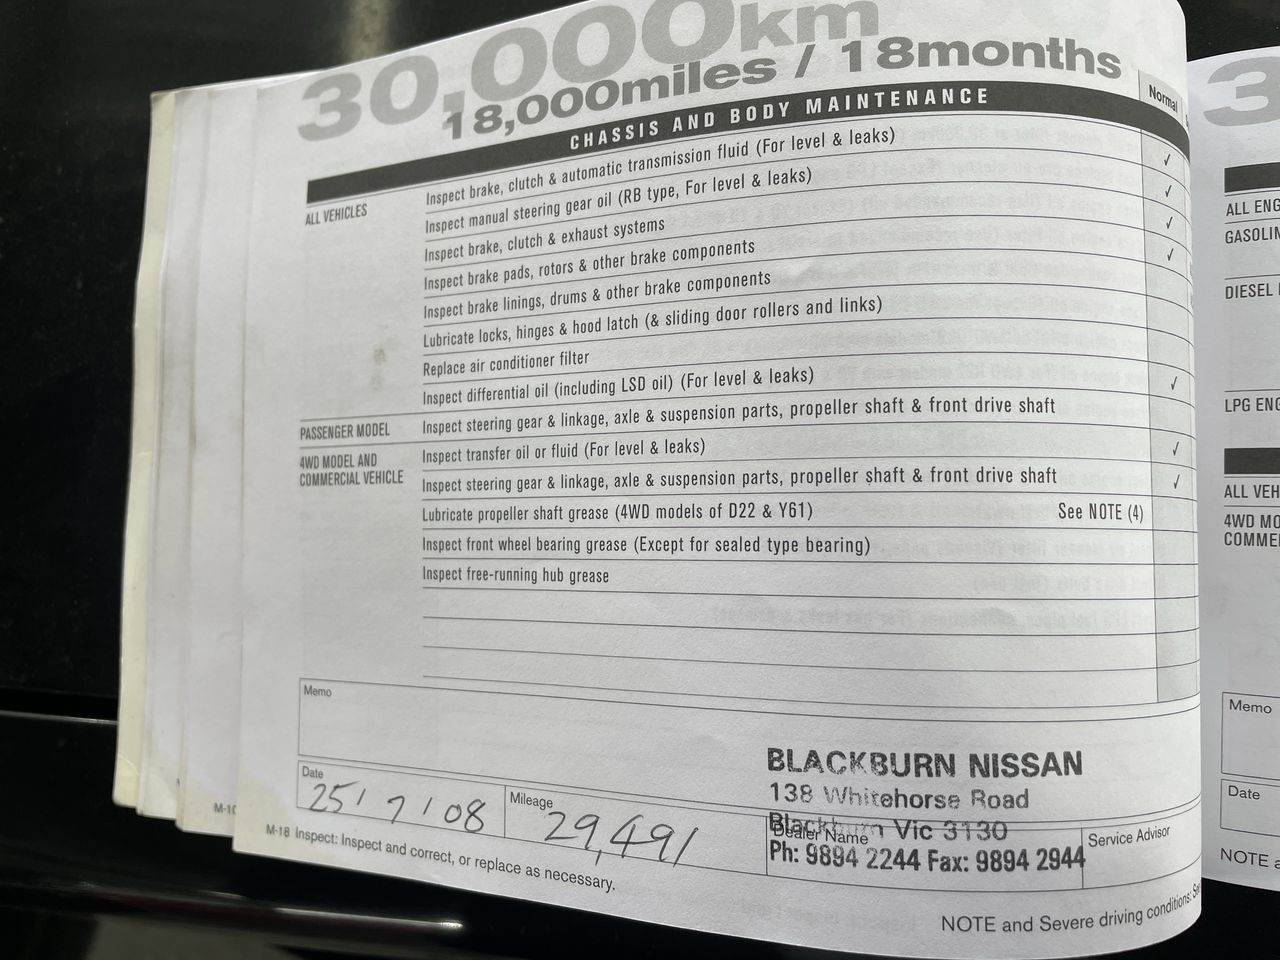 30,000km
18,000miles / 18months
CHASSIS AND BODY MAINTENANCE
Normal
ALL VEHICLES
Inspect brake, clutch & automatic transmission fluid (For level & leaks) ✓
Inspect manual steering gear oil (RB type, For level & leaks) ✓
Inspect brake, clutch & exhaust systems ✓
Inspect brake pads, rotors & other brake components ✓
Inspect brake linings, drums & other brake components
Lubricate locks, hinges & hood latch (& sliding door rollers and links)
Replace air conditioner filter
Inspect differential oil (including LSD oil) (For level & leaks) ✓
PASSENGER MODEL
Inspect steering gear & linkage, axle & suspension parts, propeller shaft & front drive shaft
4WD MODEL AND
COMMERCIAL VEHICLE
Inspect transfer oil or fluid (For level & leaks) ✓
Inspect steering gear & linkage, axle & suspension parts, propeller shaft & front drive shaft ✓
Lubricate propeller shaft grease (4WD models of D22 & Y61) See NOTE (4)
Inspect front wheel bearing grease (Except for sealed type bearing)
Inspect free-running hub grease
Memo
Date
25/7/08
Mileage
29,491
BLACKBURN NISSAN
138 Whitehorse Road
Blackburn Vic 3130
Dealer Name
Ph: 9894 2244 Fax: 9894 2944
Service Advisor
M-18 Inspect: Inspect and correct, or replace as necessary.
NOTE and Severe driving conditions:
3
ALL ENG
GASOLIN
DIESEL
LPG ENG
ALL VEH
4WD MO
COMME
Memo
Date
NOTE